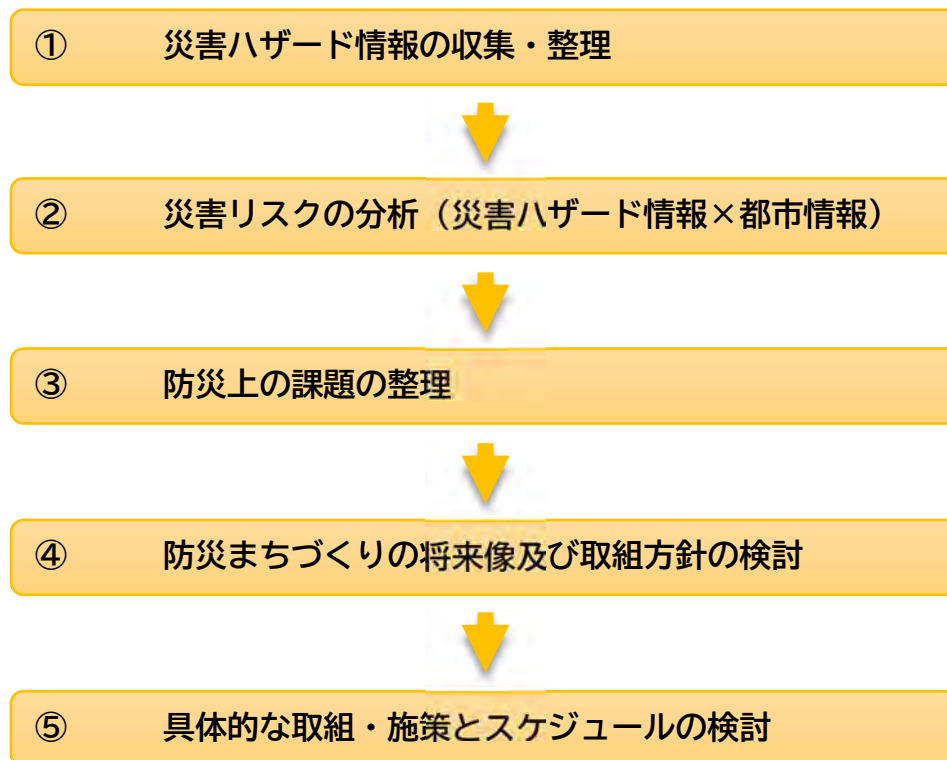 ① 災害ハザード情報の収集・整理
② 災害リスクの分析（災害ハザード情報×都市情報）
③ 防災上の課題の整理
④ 防災まちづくりの将来像及び取組方針の検討
⑤ 具体的な取組・施策とスケジュールの検討